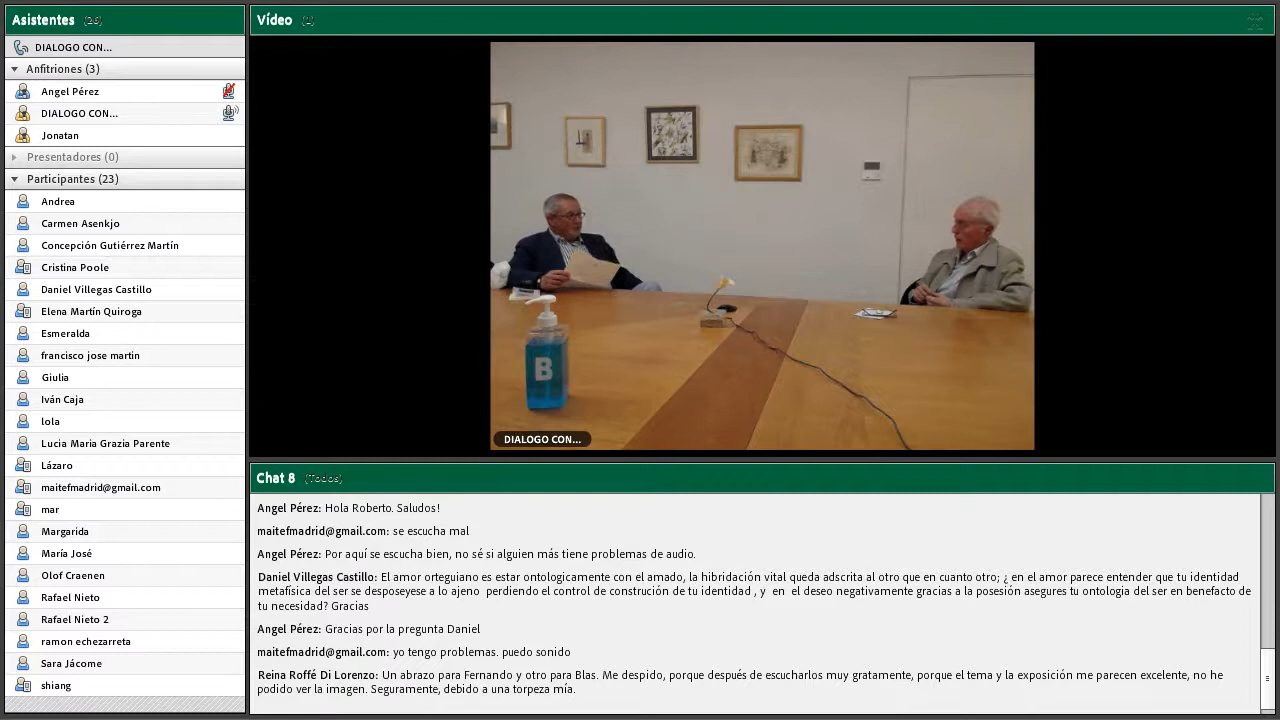 Asistentes (26)
DIALOGO CON...
Anfitriones (3)
Angel Pérez
DIALOGO CON...
Jonatan
Presentadores (0)
Participantes (23)
Andrea
Carmen Asenkjo
Concepción Gutiérrez Martín
Cristina Poole
Daniel Villegas Castillo
Elena Martín Quiroga
Esmeralda
francisco jose martin
Giulia
Iván Caja
lola
Lucia Maria Grazia Parente
Lázaro
maitefmadrid@gmail.com
mar
Margarida
María José
Olof Craenen
Rafael Nieto
Rafael Nieto 2
ramon echezarreta
Sara Jácome
shiang
Vídeo (1)
B
DIALOGO CON...
Chat 8 (Todos)
Angel Pérez: Hola Roberto. Saludos!
maitefmadrid@gmail.com: se escucha mal
Angel Pérez: Por aquí se escucha bien, no sé si alguien más tiene problemas de audio.
Daniel Villegas Castillo: El amor orteguiano es estar ontologicamente con el amado, la hibridación vital queda adscrita al otro que en cuanto otro; ¿ en el amor parece entender que tu identidad
metafísica del ser se desposeyese a lo ajeno perdiendo el control de construción de tu identidad , y en el deseo negativamente gracias a la posesión asegures tu ontologia del ser en benefacto de
tu necesidad? Gracias
Angel Pérez: Gracias por la pregunta Daniel
maitefmadrid@gmail.com: yo tengo problemas. puedo sonido
Reina Roffé Di Lorenzo: Un abrazo para Fernando y otro para Blas. Me despido, porque después de escucharlos muy gratamente, porque el tema y la exposición me parecen excelente, no he
podido ver la imagen. Seguramente, debido a una torpeza mía.